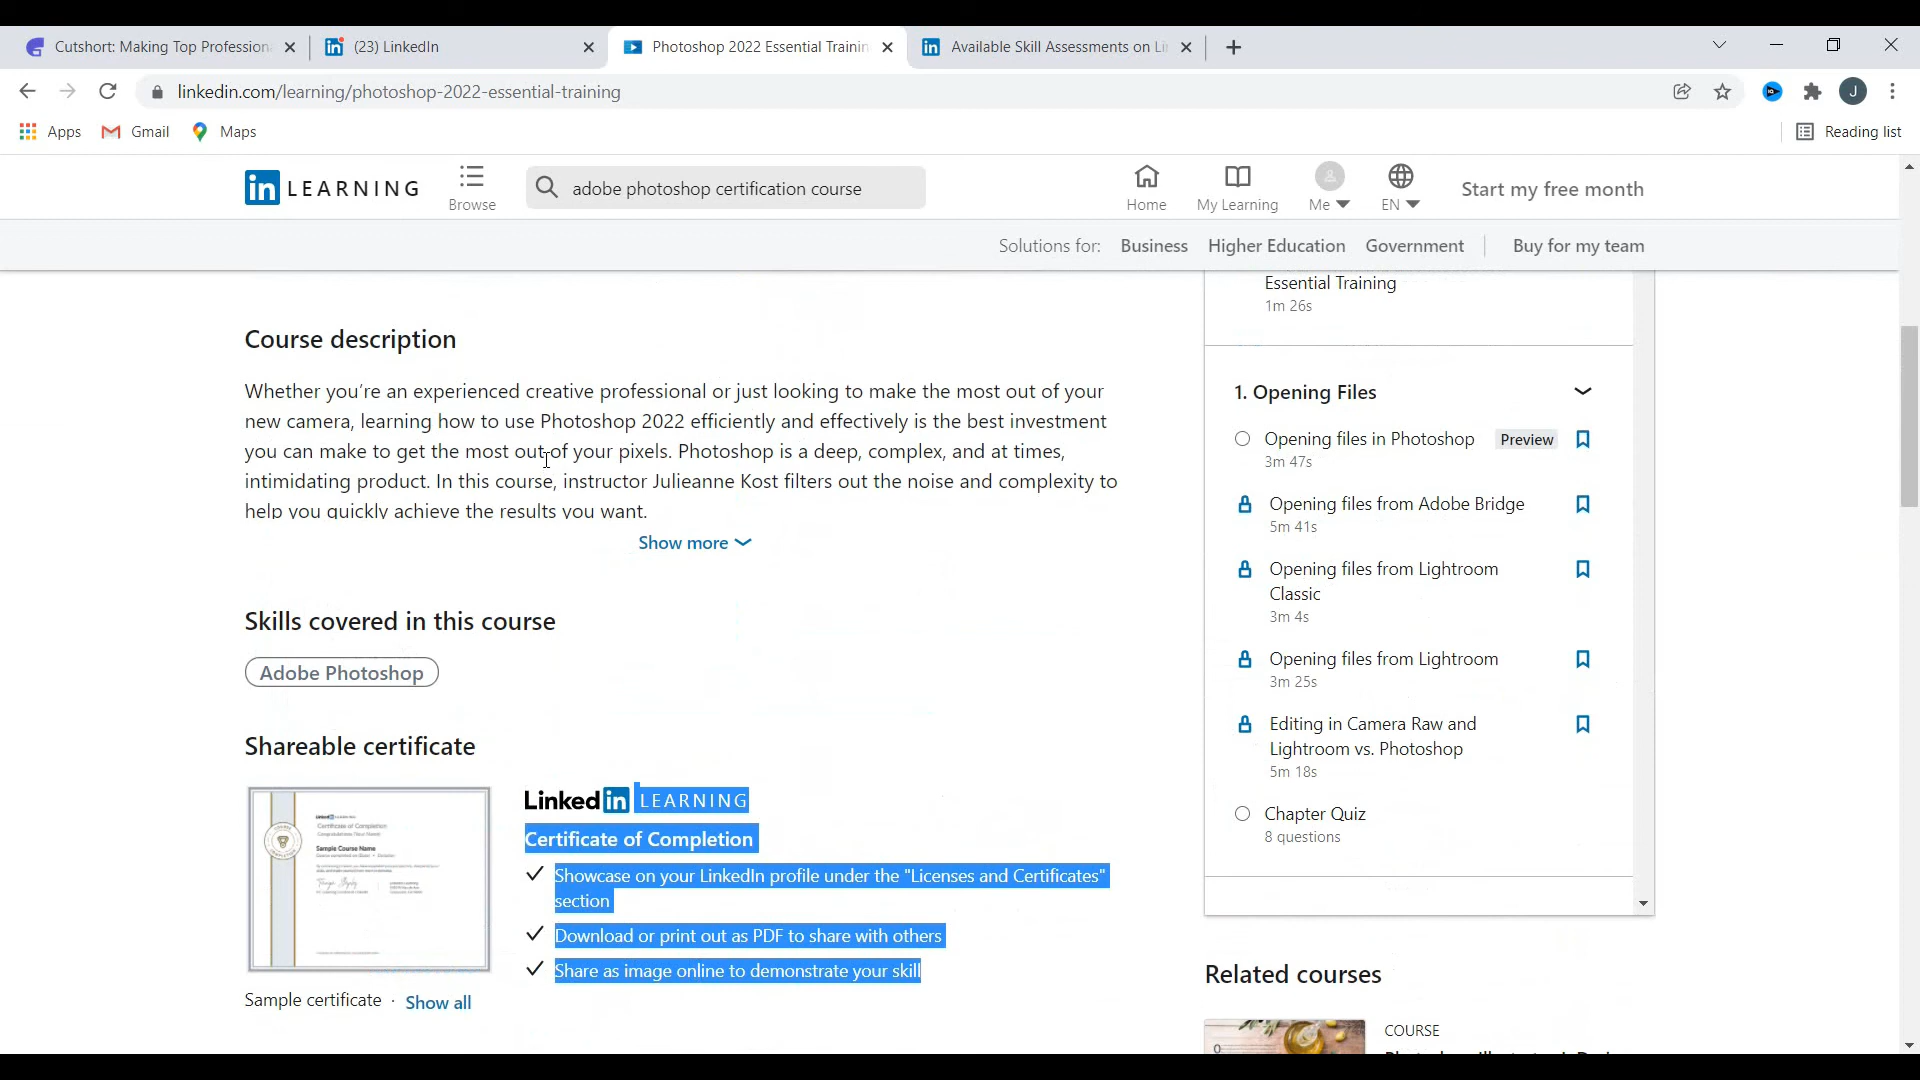 Cutshort: Making Top Profession
(23) LinkedIn
Photoshop 2022 Essential Trainin
Available Skill Assessments on Li
linkedin.com/learning/photoshop-2022-essential-training
J
Apps
Gmail
Maps
Reading list
in LEARNING
Browse
adobe photoshop certification course
Home
My Learning
Me
EN
Start my free month
Solutions for:
Business
Higher Education
Government
Buy for my team
Course description
Whether you're an experienced creative professional or just looking to make the most out of your
new camera, learning how to use Photoshop 2022 efficiently and effectively is the best investment
you can make to get the most out of your pixels. Photoshop is a deep, complex, and at times,
intimidating product. In this course, instructor Julieanne Kost filters out the noise and complexity to
help you quickly achieve the results you want.
Show more
Skills covered in this course
Adobe Photoshop
Shareable certificate
Linkedin LEARNING
Certificate of Completion
Sample Course Name
Linkedin LEARNING
Certificate of Completion
Showcase on your LinkedIn profile under the "Licenses and Certificates"
section
Download or print out as PDF to share with others
Share as image online to demonstrate your skill
Sample certificate · Show all
Essential Training
1m 26s
1. Opening Files
Opening files in Photoshop
Preview
3m 47s
Opening files from Adobe Bridge
5m 41s
Opening files from Lightroom
Classic
3m 4s
Opening files from Lightroom
3m 25s
Editing in Camera Raw and
Lightroom vs. Photoshop
5m 18s
Chapter Quiz
8 questions
Related courses
COURSE